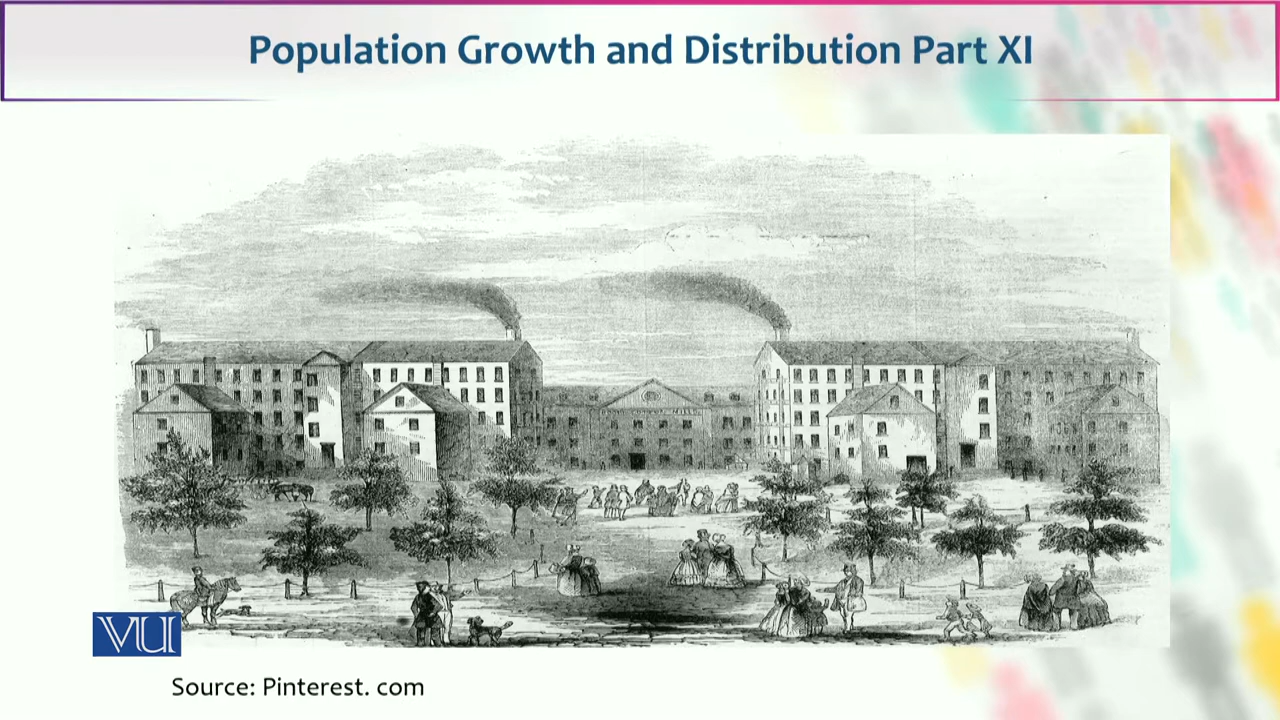 Population Growth and Distribution Part XI
VU
Source: Pinterest. com